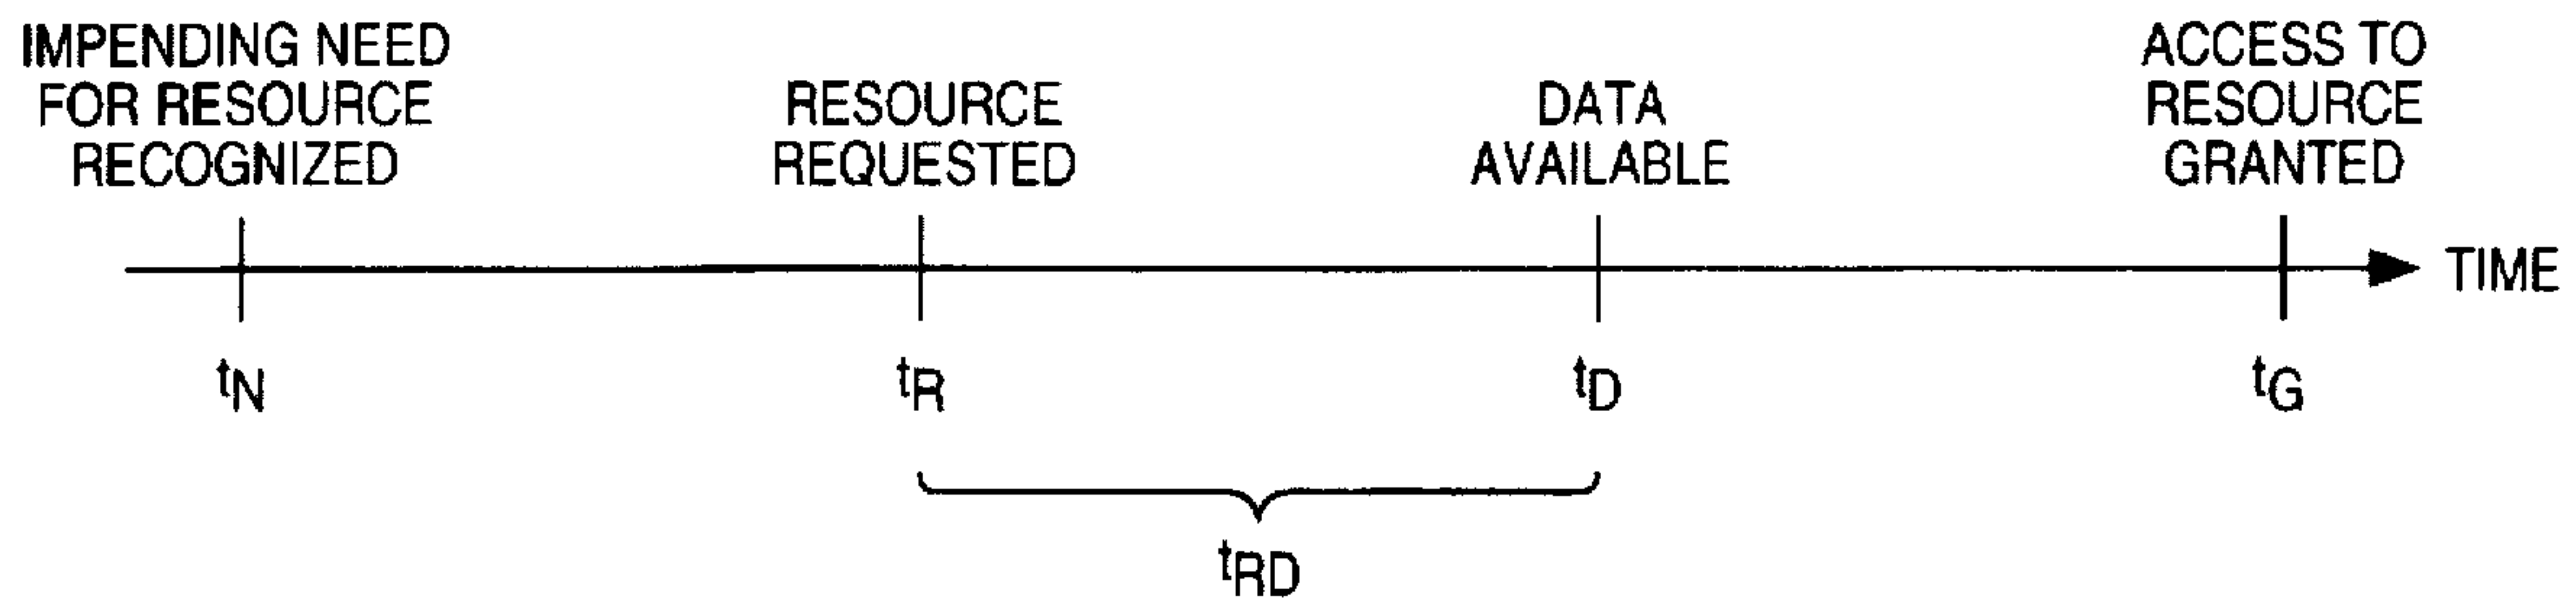 IMPENDING NEED
FOR RESOURCE
RECOGNIZED
RESOURCE
REQUESTED
DATA
AVAILABLE
ACCESS TO
RESOURCE
GRANTED
TIME
tN
tR
tD
tG
tRD